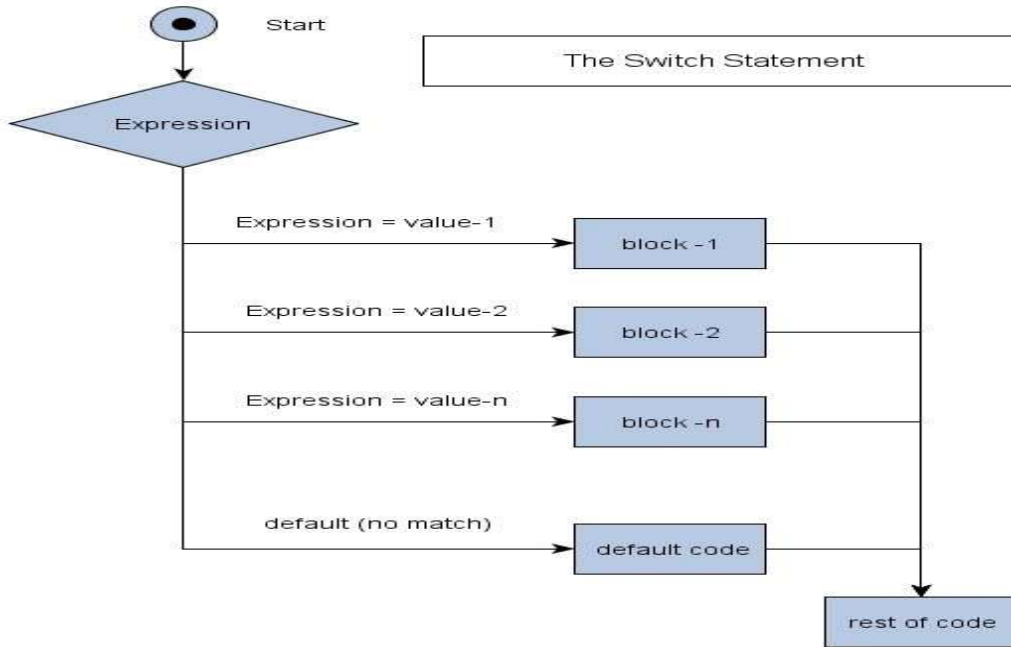 Start
The Switch Statement
Expression
Expression = value-1
block -1
Expression = value-2
block -2
Expression = value-n
block -n
default (no match)
default code
rest of code